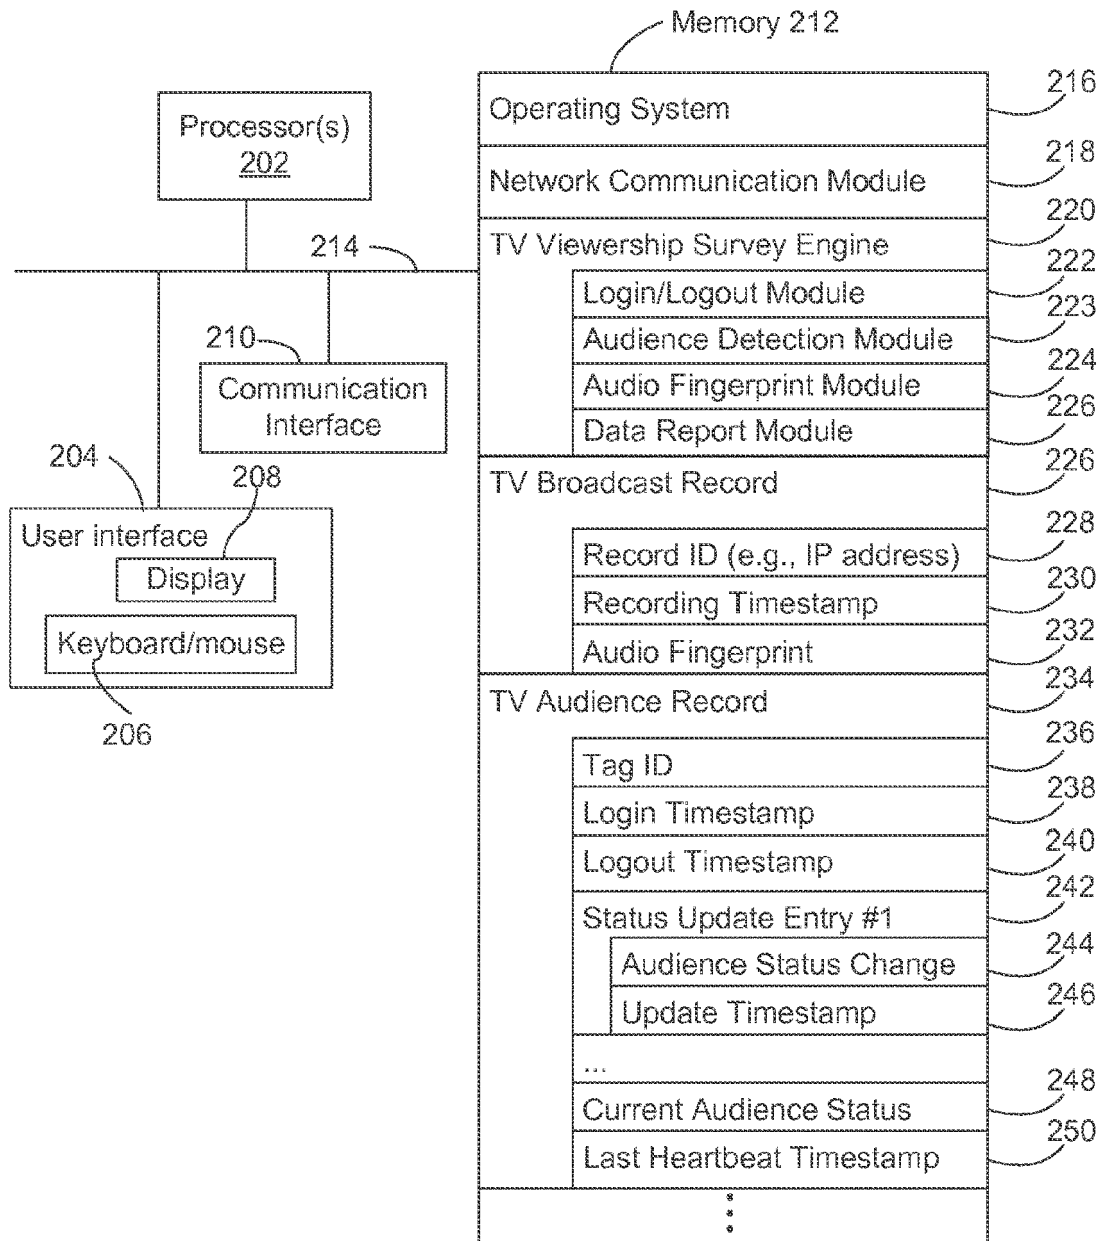 Memory 212
Processor(s)
202
214
210
Communication
Interface
204
208
User interface
Display
Keyboard/mouse
206
Operating System
216
Network Communication Module
218
TV Viewership Survey Engine
220
Login/Logout Module
222
Audience Detection Module
223
Audio Fingerprint Module
224
Data Report Module
226
TV Broadcast Record
226
Record ID (e.g., IP address)
228
Recording Timestamp
230
Audio Fingerprint
232
TV Audience Record
234
Tag ID
236
Login Timestamp
238
Logout Timestamp
240
Status Update Entry #1
242
Audience Status Change
244
Update Timestamp
246
...
Current Audience Status
248
Last Heartbeat Timestamp
250